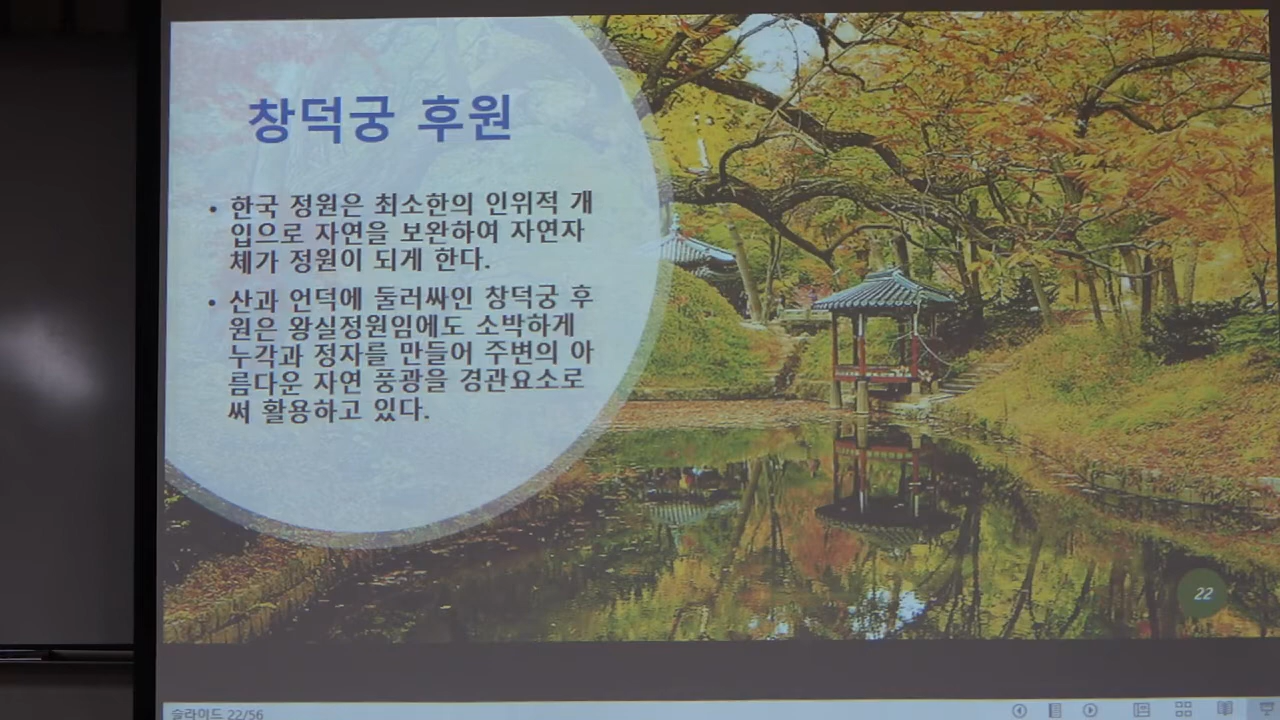 창덕궁 후원
• 한국 정원은 최소한의 인위적 개
입으로 자연을 보완하여 자연자
체가 정원이 되게 한다.
• 산과 언덕에 둘러싸인 창덕궁 후
원은 왕실정원임에도 소박하게
누각과 정자를 만들어 주변의 아
름다운 자연 풍광을 경관요소로
써 활용하고 있다.
22
슬라이드 22/56